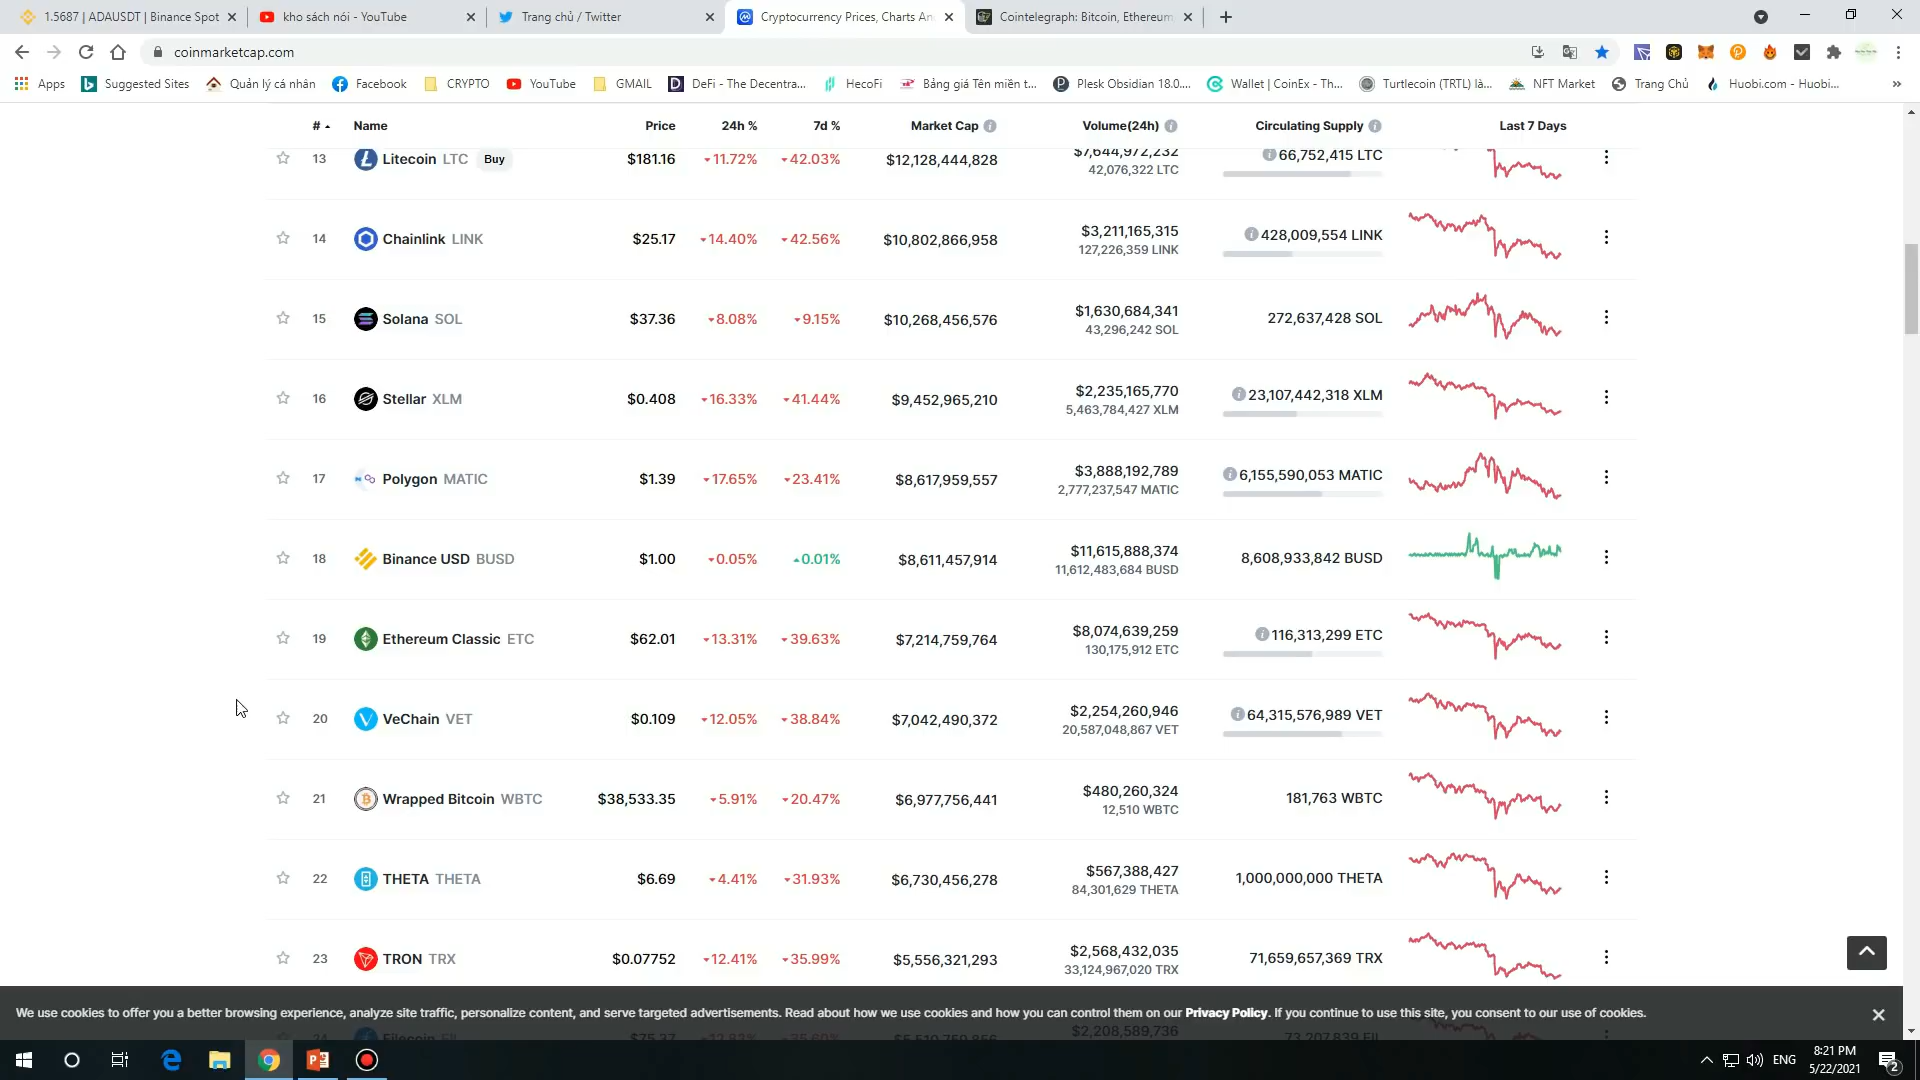 1.5687 | ADAUSDT | Binance Spot
kho sách nói - YouTube
Trang chủ / Twitter
Cryptocurrency Prices, Charts An
Cointelegraph: Bitcoin, Ethereum
coinmarketcap.com
Apps
Suggested Sites
Quản lý cá nhân
Facebook
CRYPTO
YouTube
GMAIL
DeFi - The Decentra...
HecoFi
Bảng giá Tên miền t...
Plesk Obsidian 18.0....
Wallet | CoinEx - Th...
Turtlecoin (TRTL) là...
NFT Market
Trang Chủ
Huobi.com - Huobi...
# Name Price 24h % 7d % Market Cap Volume(24h) Circulating Supply Last 7 Days
13 Litecoin LTC Buy $181.16 11.72% 42.03% $12,128,444,828 $7,644,972,232 66,752,415 LTC
42,076,322 LTC
14 Chainlink LINK $25.17 14.40% 42.56% $10,802,866,958 $3,211,165,315 428,009,554 LINK
127,226,359 LINK
15 Solana SOL $37.36 8.08% 9.15% $10,268,456,576 $1,630,684,341 272,637,428 SOL
43,296,242 SOL
16 Stellar XLM $0.408 16.33% 41.44% $9,452,965,210 $2,235,165,770 23,107,442,318 XLM
5,463,784,427 XLM
17 Polygon MATIC $1.39 17.65% 23.41% $8,617,959,557 $3,888,192,789 6,155,590,053 MATIC
2,777,237,547 MATIC
18 Binance USD BUSD $1.00 0.05% 0.01% $8,611,457,914 $11,615,888,374 8,608,933,842 BUSD
11,612,483,684 BUSD
19 Ethereum Classic ETC $62.01 13.31% 39.63% $7,214,759,764 $8,074,639,259 116,313,299 ETC
130,175,912 ETC
20 VeChain VET $0.109 12.05% 38.84% $7,042,490,372 $2,254,260,946 64,315,576,989 VET
20,587,048,867 VET
21 Wrapped Bitcoin WBTC $38,533.35 5.91% 20.47% $6,977,756,441 $480,260,324 181,763 WBTC
12,510 WBTC
22 THETA THETA $6.69 4.41% 31.93% $6,730,456,278 $567,388,427 1,000,000,000 THETA
84,301,629 THETA
23 TRON TRX $0.07752 12.41% 35.99% $5,556,321,293 $2,568,432,035 71,659,657,369 TRX
33,124,967,020 TRX
We use cookies to offer you a better browsing experience, analyze site traffic, personalize content, and serve targeted advertisements. Read about how we use cookies and how you can control them on our Privacy Policy. If you continue to use this site, you consent to our use of cookies.
24 Filecoin FIL $75.37 $2,208,589,736 73,207,839 FIL
ENG
8:21 PM
5/22/2021
2